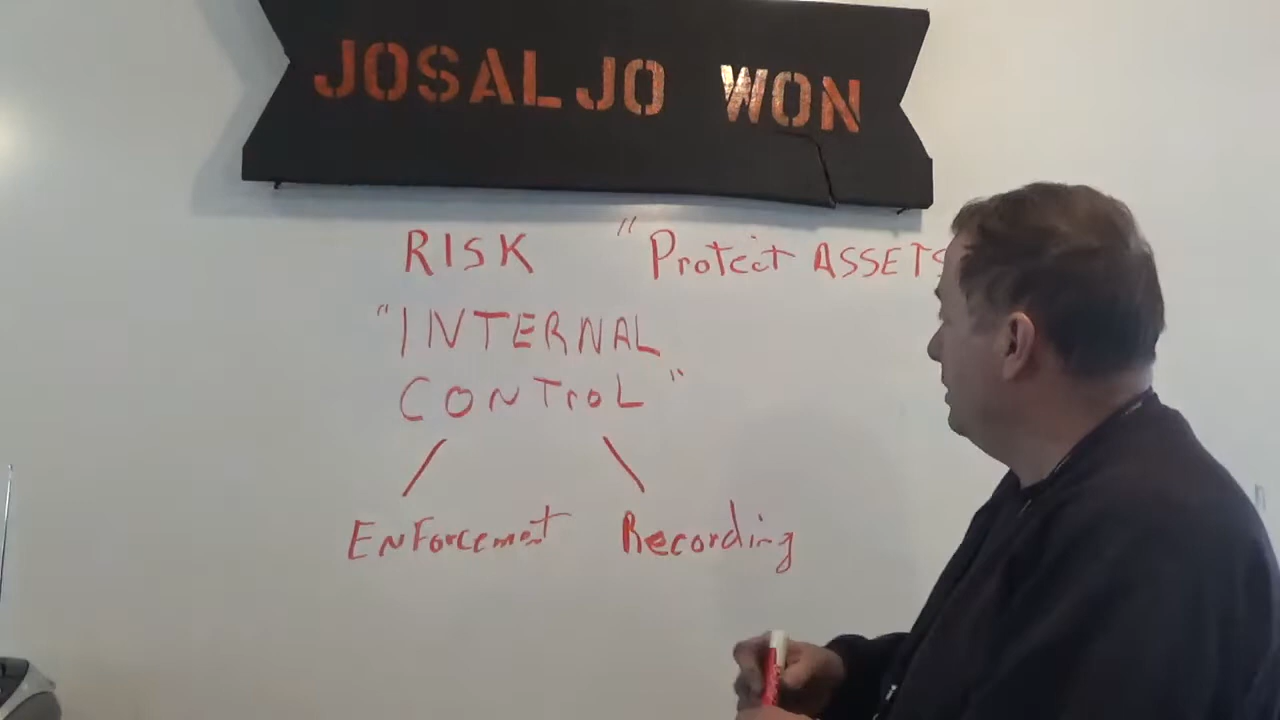 JOSALJO WON
RISK "Protect ASSETS
"INTERNAL
CONTroL"
Enforcement Recording